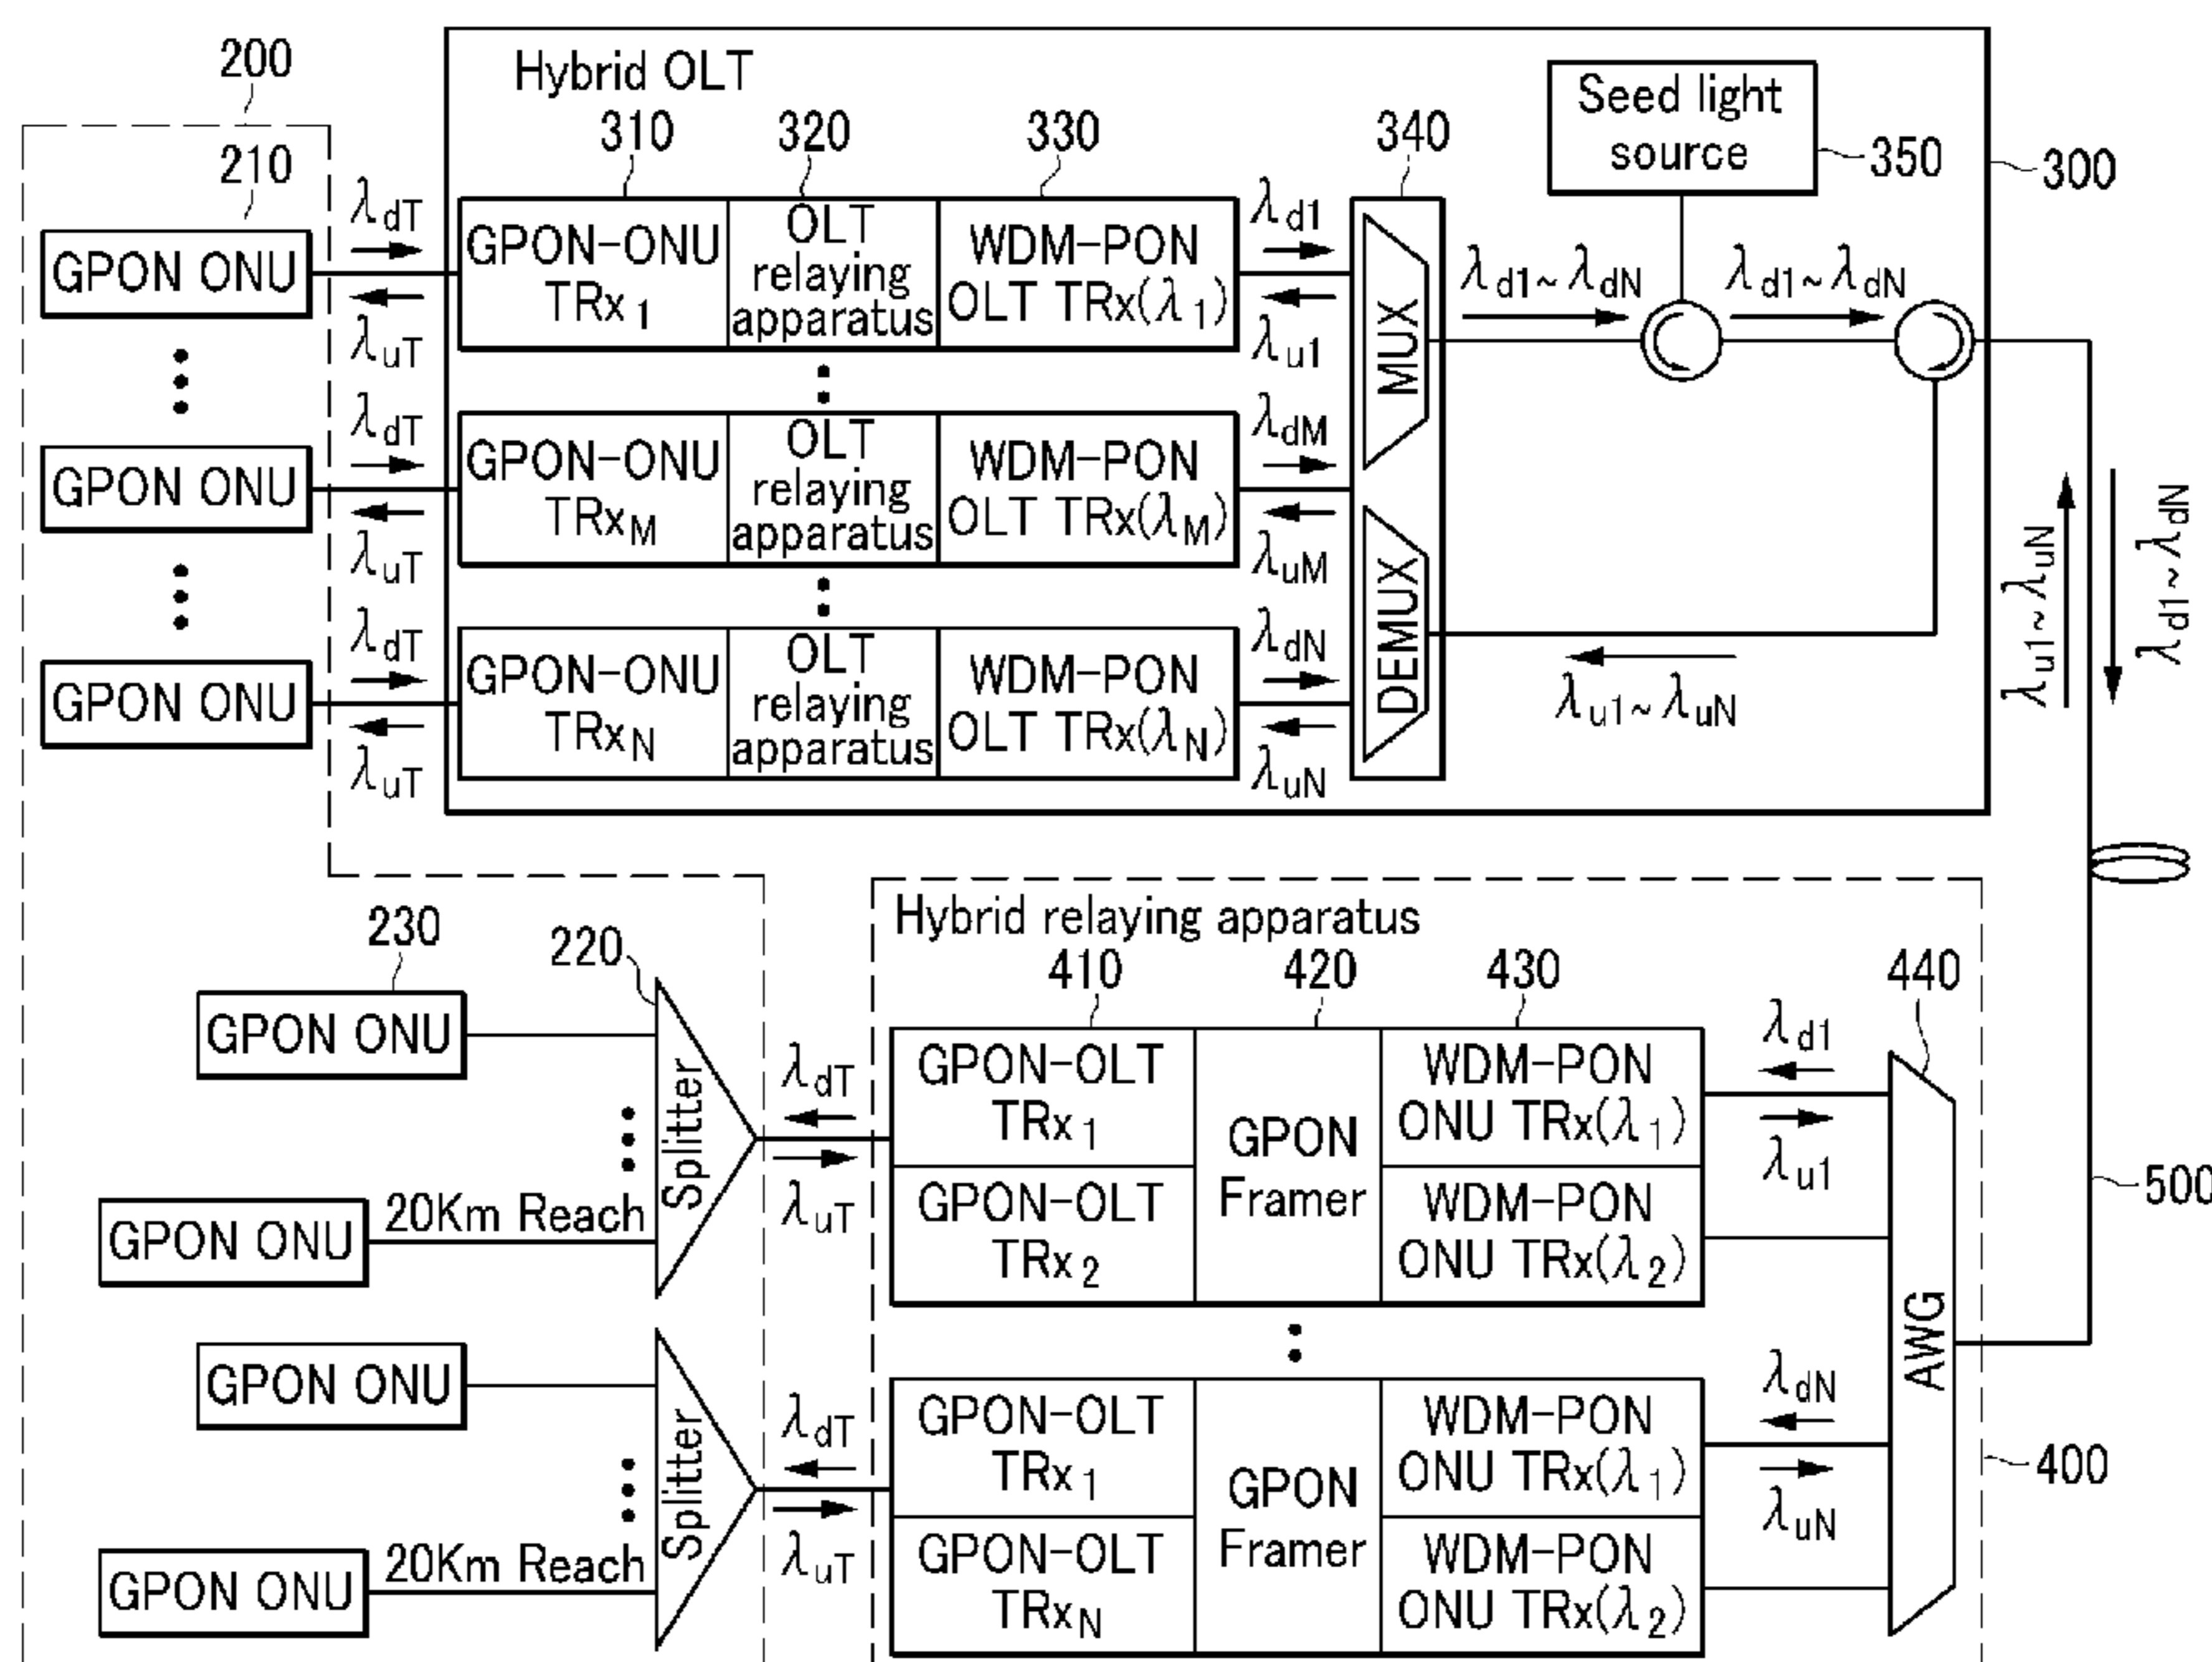 200
Hybrid OLT
Seed light
source
350
300
210
310
320
330
340
GPON ONU
λdT
λuT
GPON-ONU
TRx1
OLT
relaying
apparatus
WDM-PON
OLT TRx(λ1)
λd1
λu1
MUX
λd1~λdN
λd1~λdN
GPON ONU
λdT
λuT
GPON-ONU
TRxM
OLT
relaying
apparatus
WDM-PON
OLT TRx(λM)
λdM
λuM
DEMUX
λu1~λuN
λu1~λuN
λd1~λdN
GPON ONU
λdT
λuT
GPON-ONU
TRxN
OLT
relaying
apparatus
WDM-PON
OLT TRx(λN)
λdN
λuN
Hybrid relaying apparatus
230
220
410
420
430
440
GPON ONU
GPON ONU
20Km Reach
Splitter
λdT
λuT
GPON-OLT
TRx1
GPON-OLT
TRx2
GPON
Framer
WDM-PON
ONU TRx(λ1)
WDM-PON
ONU TRx(λ2)
λd1
λu1
AWG
500
GPON ONU
GPON ONU
20Km Reach
Splitter
λdT
λuT
GPON-OLT
TRx1
GPON-OLT
TRxN
GPON
Framer
WDM-PON
ONU TRx(λ1)
WDM-PON
ONU TRx(λ2)
λdN
λuN
400